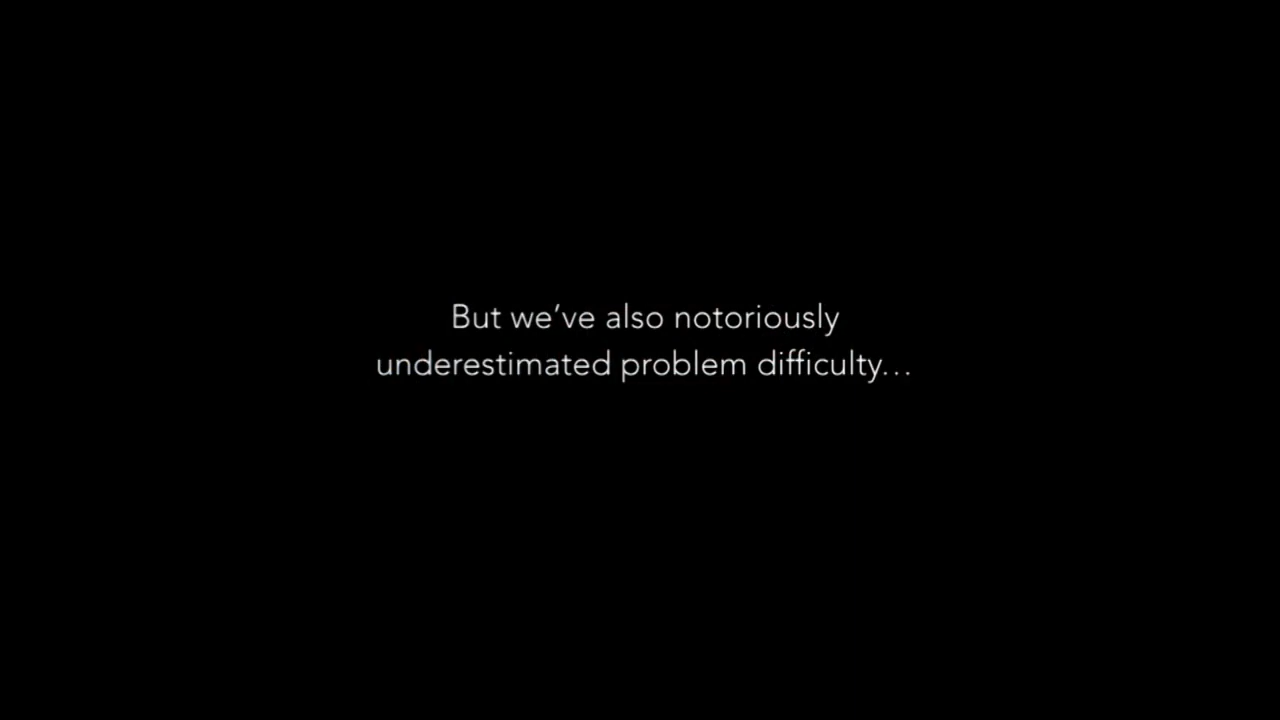 But we’ve also notoriously
underestimated problem difficulty…